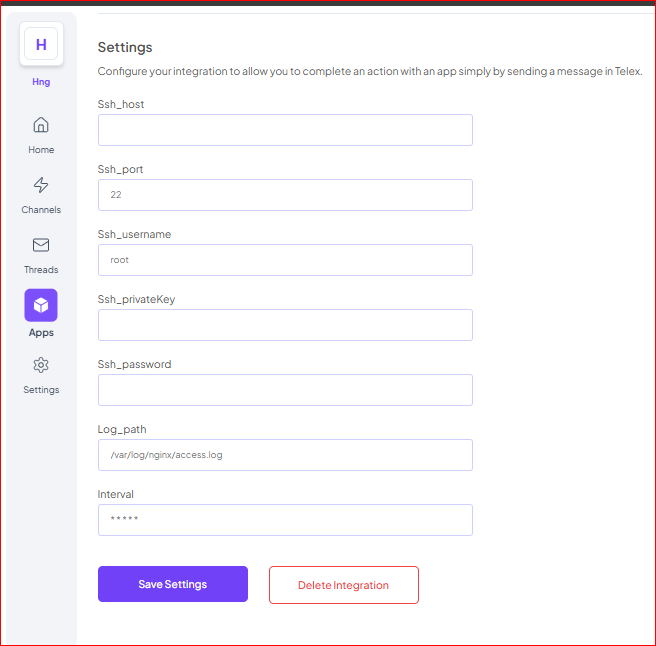 H
Hng
Home
Channels
Threads
Apps
Settings
Settings
Configure your integration to allow you to complete an action with an app simply by sending a message in Telex.
Ssh_host
Ssh_port
22
Ssh_username
root
Ssh_privateKey
Ssh_password
Log_path
/var/log/nginx/access.log
Interval
* * * * *
Save Settings
Delete Integration